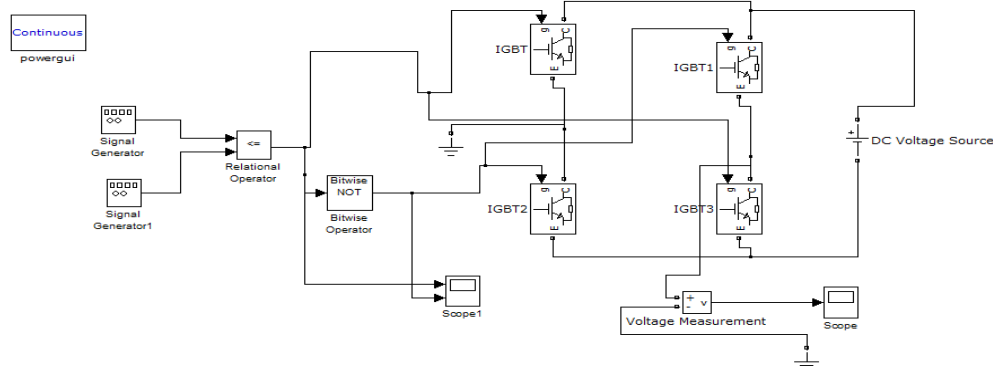 Continuous
powergui
Signal
Generator
Signal
Generator1
<=
Relational
Operator
Bitwise
NOT
Bitwise
Operator
Scope1
g
C
E
IGBT
g
C
E
IGBT1
g
C
E
IGBT2
g
C
E
IGBT3
+
DC Voltage Source
+
-
v
Voltage Measurement
Scope